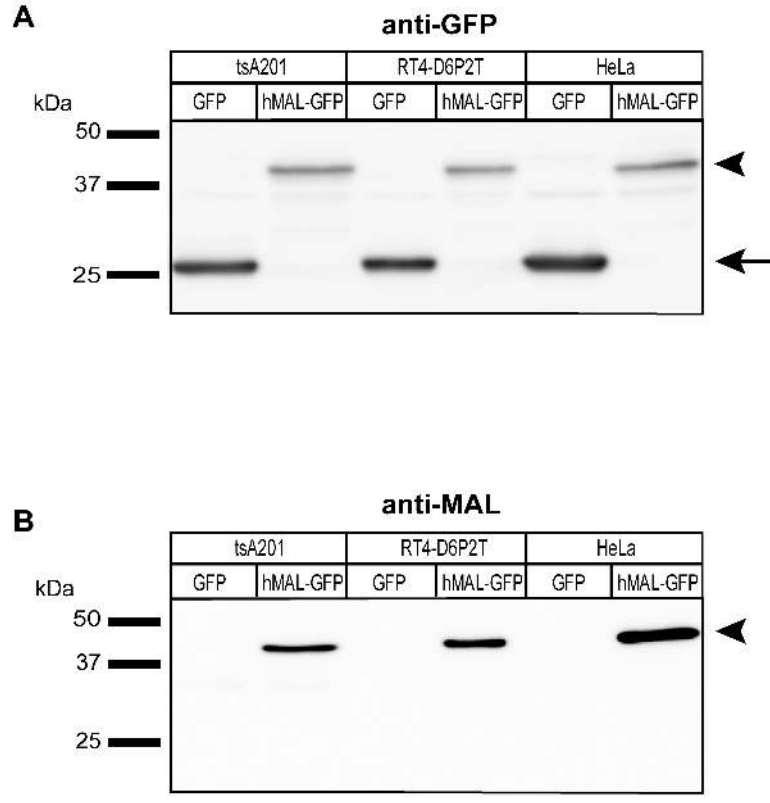 A
anti-GFP
tsA201 RT4-D6P2T HeLa
kDa GFP hMAL-GFP GFP hMAL-GFP GFP hMAL-GFP
50
37
25
anti-MAL
B
tsA201 RT4-D6P2T HeLa
kDa GFP hMAL-GFP GFP hMAL-GFP GFP hMAL-GFP
50
37
25